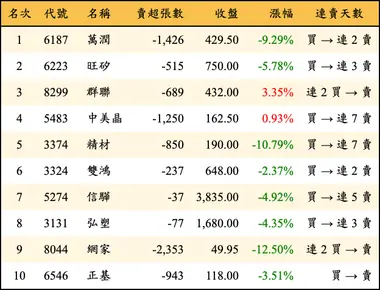 名次 代號 名稱 賣超張數 收盤 漲幅 連賣天數
1 6187 萬潤 -1,426 429.50 -9.29% 買 → 連 2 賣
2 6223 旺矽 -515 750.00 -5.78% 買 → 連 3 賣
3 8299 群聯 -689 432.00 3.35% 連 2 買 → 賣
4 5483 中美晶 -1,250 162.50 0.93% 買 → 連 7 賣
5 3374 精材 -850 190.00 -10.79% 買 → 連 7 賣
6 3324 雙鴻 -237 648.00 -2.37% 買 → 連 2 賣
7 5274 信驊 -37 3,835.00 -4.92% 買 → 連 5 賣
8 3131 弘塑 -77 1,680.00 -4.35% 買 → 連 3 賣
9 8044 網家 -2,353 49.95 -12.50% 連 2 買 → 賣
10 6546 正基 -943 118.00 -3.51% 買 → 賣